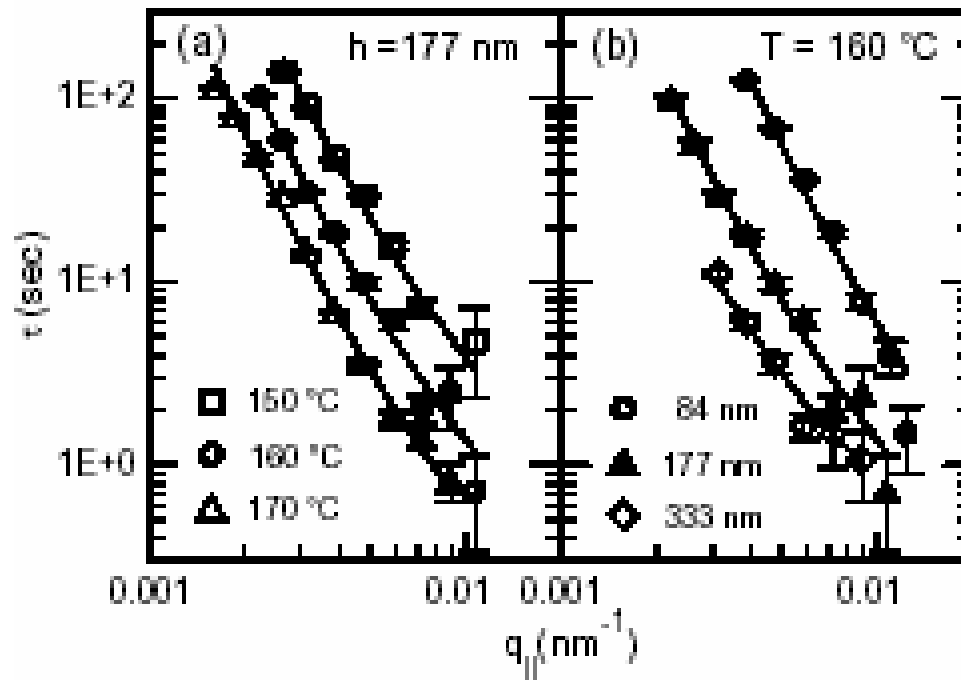 (a) h =177 nm
(b) T = 160 °C
1E+2
1E+1
1E+0
τ (sec)
150 °C
160 °C
170 °C
84 nm
177 nm
333 nm
0.001 0.01 0.001 0.01
q||(nm-1)